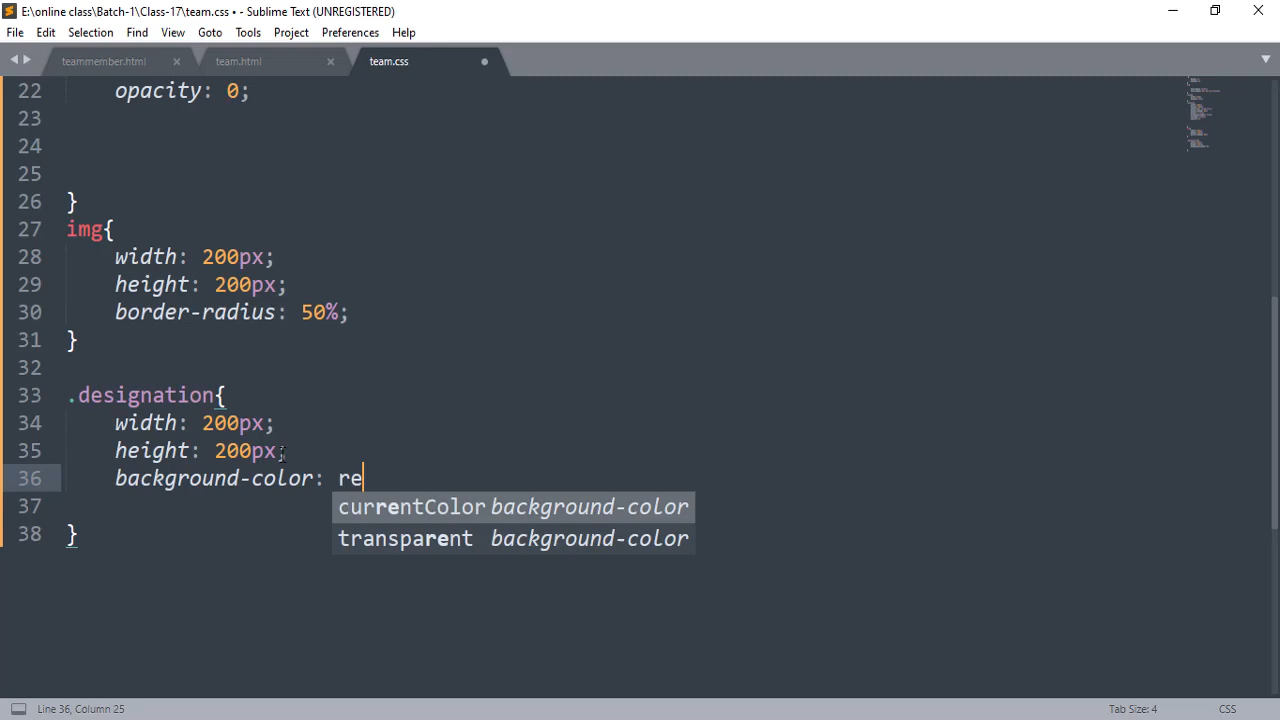 E:\online class\Batch-1\Class-17\team.css • - Sublime Text (UNREGISTERED)
File Edit Selection Find View Goto Tools Project Preferences Help
teammember.html team.html team.css
22 opacity: 0;
23
24
25
26 }
27 img{
28 width: 200px;
29 height: 200px;
30 border-radius: 50%;
31 }
32
33 .designation{
34 width: 200px;
35 height: 200px;
36 background-color: re
37 currentColor background-color
transparent background-color
38 }
Line 36, Column 25 Tab Size: 4 CSS